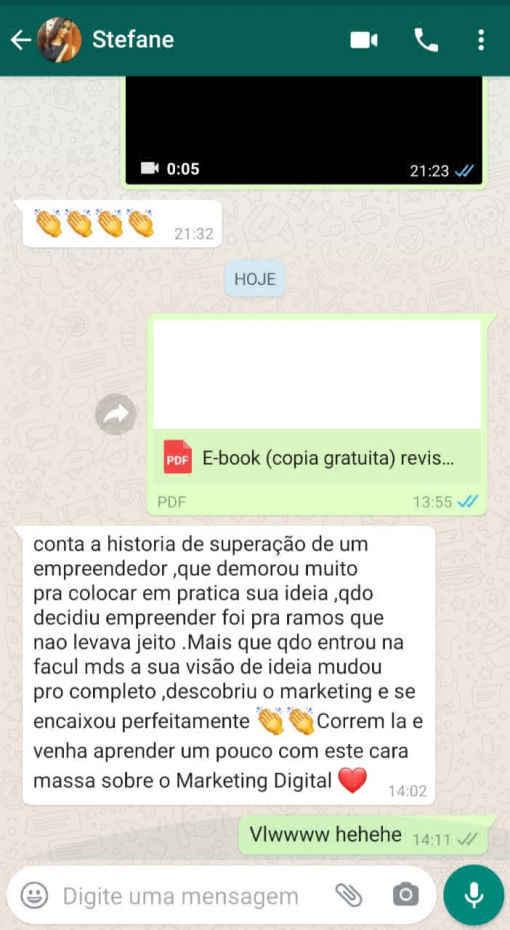 Stefane
0:05
21:23
👏👏👏👏
21:32
HOJE
PDF
E-book (copia gratuita) revis...
PDF
13:55
conta a historia de superação de um
empreendedor ,que demorou muito
pra colocar em pratica sua ideia ,qdo
decidiu empreender foi pra ramos que
nao levava jeito .Mais que qdo entrou na
facul mds a sua visão de ideia mudou
pro completo ,descobriu o marketing e se
encaixou perfeitamente 👏👏Correm la e
venha aprender um pouco com este cara
massa sobre o Marketing Digital ❤️
14:02
Vlwwww hehehe
14:11
Digite uma mensagem